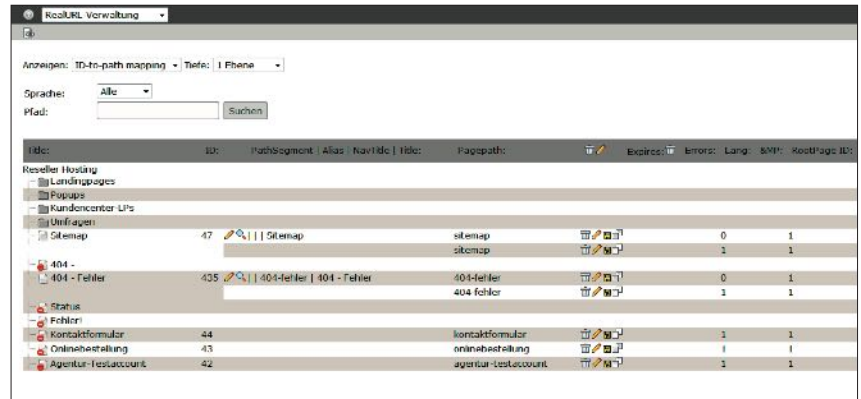 RealURL Verwaltung
Anzeigen: ID-to-path mapping Tiefe: 1 Ebene
Sprache: Alle
Pfad: Suchen
Title: ID: PathSegment | Alias | NavTitle | Title: Pagepath: Expires: Errors: Lang: &MP: RootPage ID:
Reseller Hosting
Landingpages
Popups
Kundencenter-LPs
Umfragen
Sitemap 47 | | | Sitemap sitemap 0 1
sitemap 1 1
404 -
404 - Fehler 435 | | 404-fehler | 404 - Fehler 404-fehler 0 1
404-fehler 1 1
Status
Fehler!
Kontaktformular 44 kontaktformular 1 1
Onlinebestellung 43 onlinebestellung 1 1
Agentur-Testaccount 42 agentur-testaccount 1 1